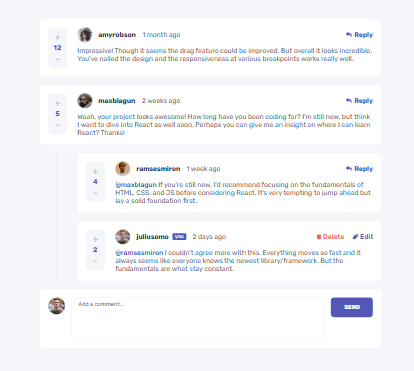 +
12
-
amyrobson 1 month ago
Reply
Impressive! Though it seems the drag feature could be improved. But overall it looks incredible.
You've nailed the design and the responsiveness at various breakpoints works really well.
+
5
-
maxblagun 2 weeks ago
Reply
Woah, your project looks awesome! How long have you been coding for? I'm still new, but think
I want to dive into React as well soon. Perhaps you can give me an insight on where I can learn
React? Thanks!
+
4
-
ramsesmiron 1 week ago
Reply
@maxblagun If you're still new, I'd recommend focusing on the fundamentals of
HTML, CSS, and JS before considering React. It's very tempting to jump ahead but
lay a solid foundation first.
+
2
-
juliusomo you 2 days ago
Delete Edit
@ramsesmiron I couldn't agree more with this. Everything moves so fast and it
always seems like everyone knows the newest library/framework. But the
fundamentals are what stay constant.
Add a comment...
SEND